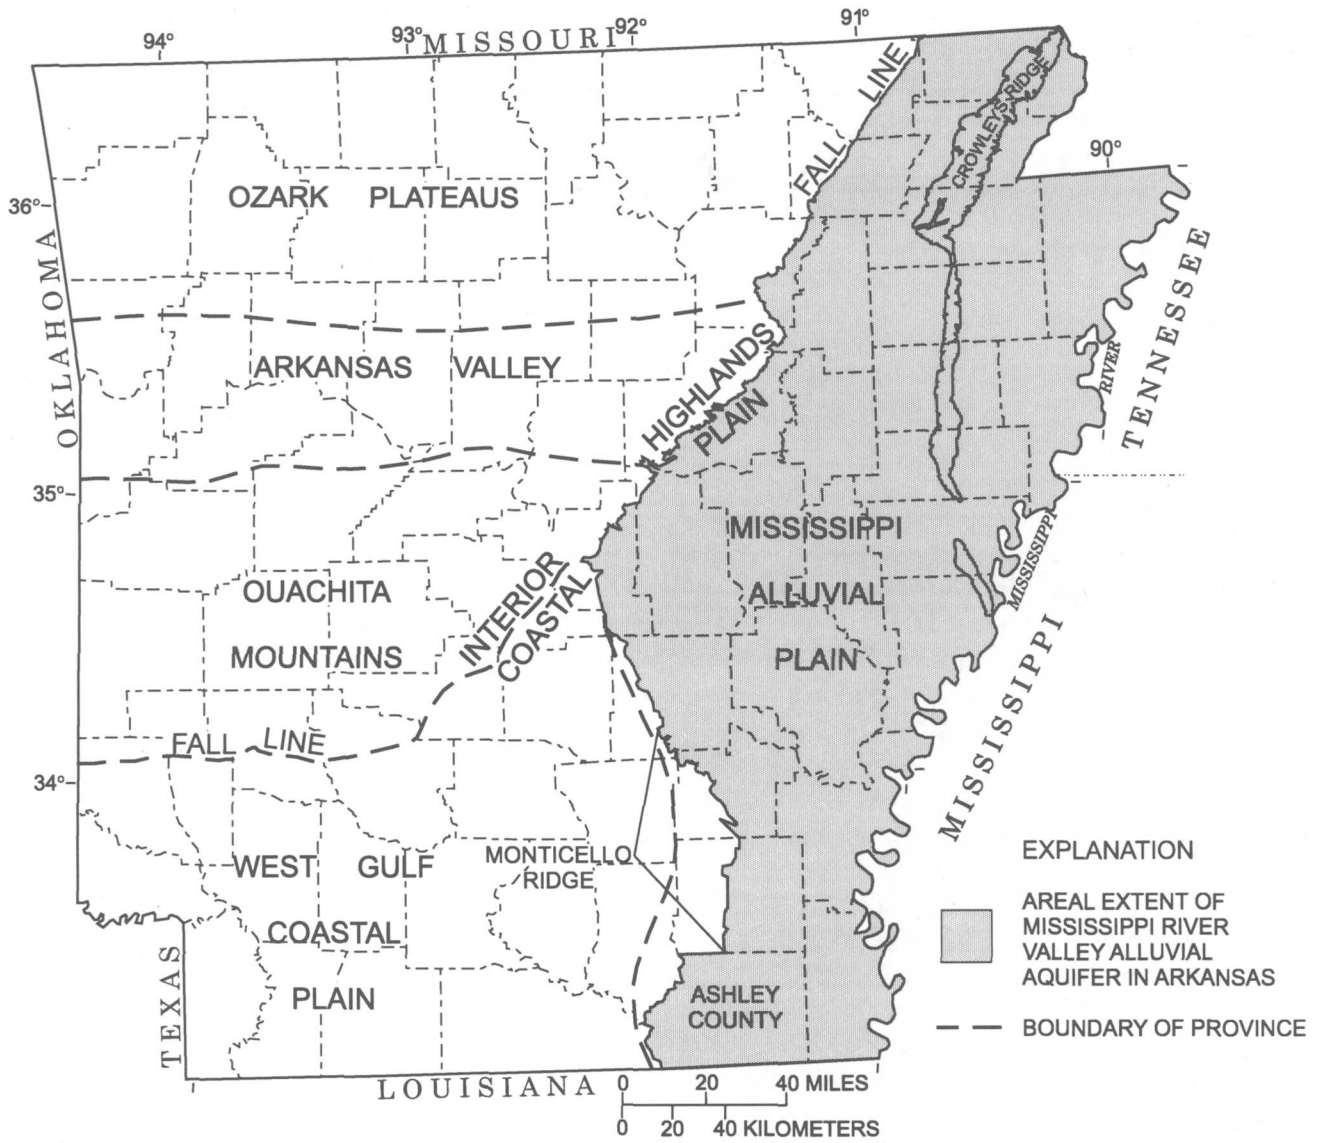 94°
93°
MISSOURI
92°
91°
FALL LINE
CROWLEYS RIDGE
90°
36°
OZARK PLATEAUS
OKLAHOMA
TENNESSEE
ARKANSAS VALLEY
HIGHLANDS
PLAIN
RIVER
35°
MISSISSIPPI
ALLUVIAL
PLAIN
MISSISSIPPI
INTERIOR
COASTAL
OUACHITA
MOUNTAINS
MISSISSIPPI
FALL LINE
34°
WEST GULF
COASTAL
PLAIN
MONTICELLO
RIDGE
TEXAS
ASHLEY
COUNTY
LOUISIANA
EXPLANATION
AREAL EXTENT OF
MISSISSIPPI RIVER
VALLEY ALLUVIAL
AQUIFER IN ARKANSAS
BOUNDARY OF PROVINCE
0 20 40 MILES
0 20 40 KILOMETERS